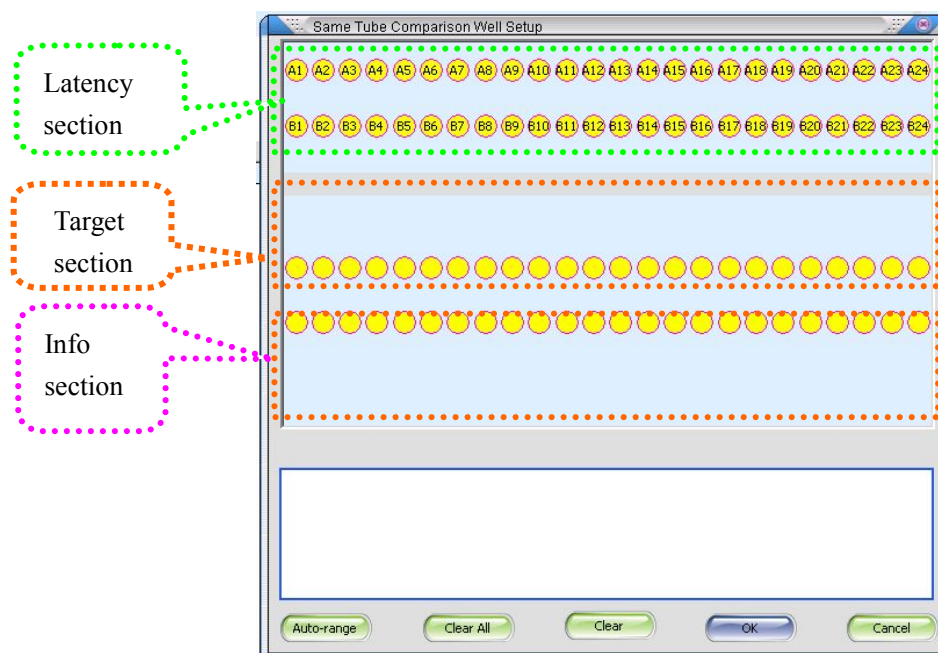 Same Tube Comparison Well Setup
Latency
section
A1 A2 A3 A4 A5 A6 A7 A8 A9 A10 A11 A12 A13 A14 A15 A16 A17 A18 A19 A20 A21 A22 A23 A24
B1 B2 B3 B4 B5 B6 B7 B8 B9 B10 B11 B12 B13 B14 B15 B16 B17 B18 B19 B20 B21 B22 B23 B24
Target
section
Info
section
Auto-range Clear All Clear OK Cancel